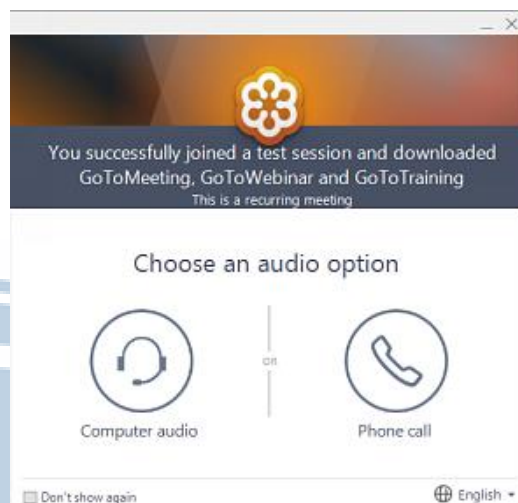 You successfully joined a test session and downloaded
GoToMeeting, GoToWebinar and GoToTraining
This is a recurring meeting
Choose an audio option
OR
Computer audio
Phone call
Don't show again
English